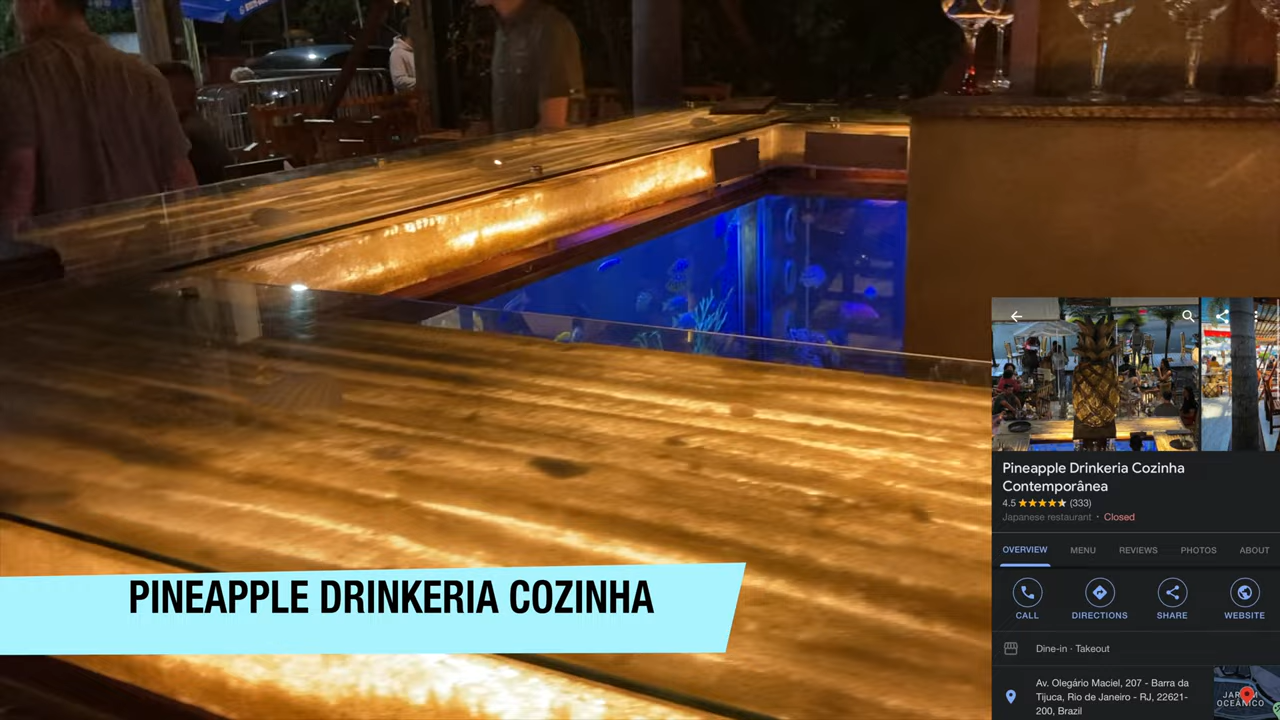 PINEAPPLE DRINKERIA COZINHA
Pineapple Drinkeria Cozinha
Contemporânea
4.5 (333)
Japanese restaurant · Closed
OVERVIEW MENU REVIEWS PHOTOS ABOUT
CALL DIRECTIONS SHARE WEBSITE
Dine-in · Takeout
Av. Olegário Maciel, 207 - Barra da
Tijuca, Rio de Janeiro - RJ, 22621-
200, Brazil
OCEÂNICO